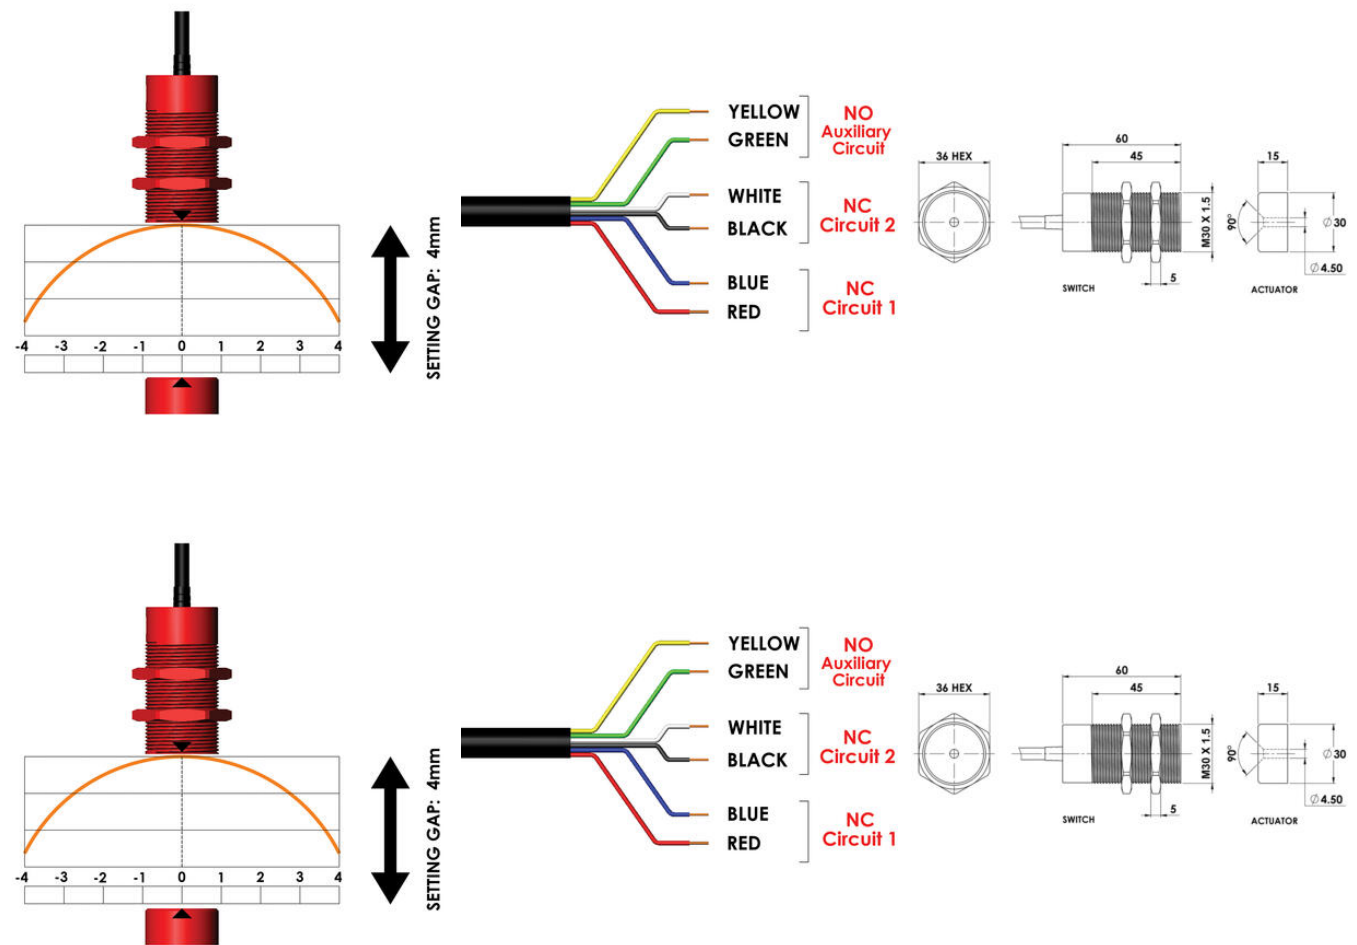 YELLOW
GREEN
NO
Auxiliary
Circuit
WHITE
BLACK
NC
Circuit 2
BLUE
RED
NC
Circuit 1
-4 -3 -2 -1 0 1 2 3 4
SETTING GAP: 4mm
36 HEX
60
45
M30 X 1.5
5
SWITCH
15
90°
Ø 30
Ø 4.50
ACTUATOR
YELLOW
GREEN
NO
Auxiliary
Circuit
WHITE
BLACK
NC
Circuit 2
BLUE
RED
NC
Circuit 1
-4 -3 -2 -1 0 1 2 3 4
SETTING GAP: 4mm
36 HEX
60
45
M30 X 1.5
5
SWITCH
15
90°
Ø 30
Ø 4.50
ACTUATOR